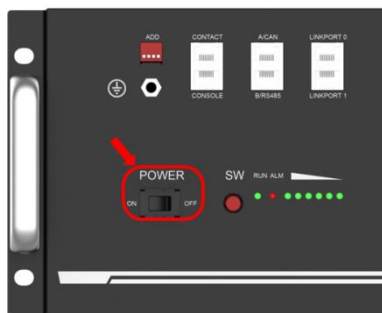 ADD CONTACT A/CAN LINKPORT 0
CONSOLE B/RS485 LINKPORT 1
POWER SW RUN ALM
ON OFF